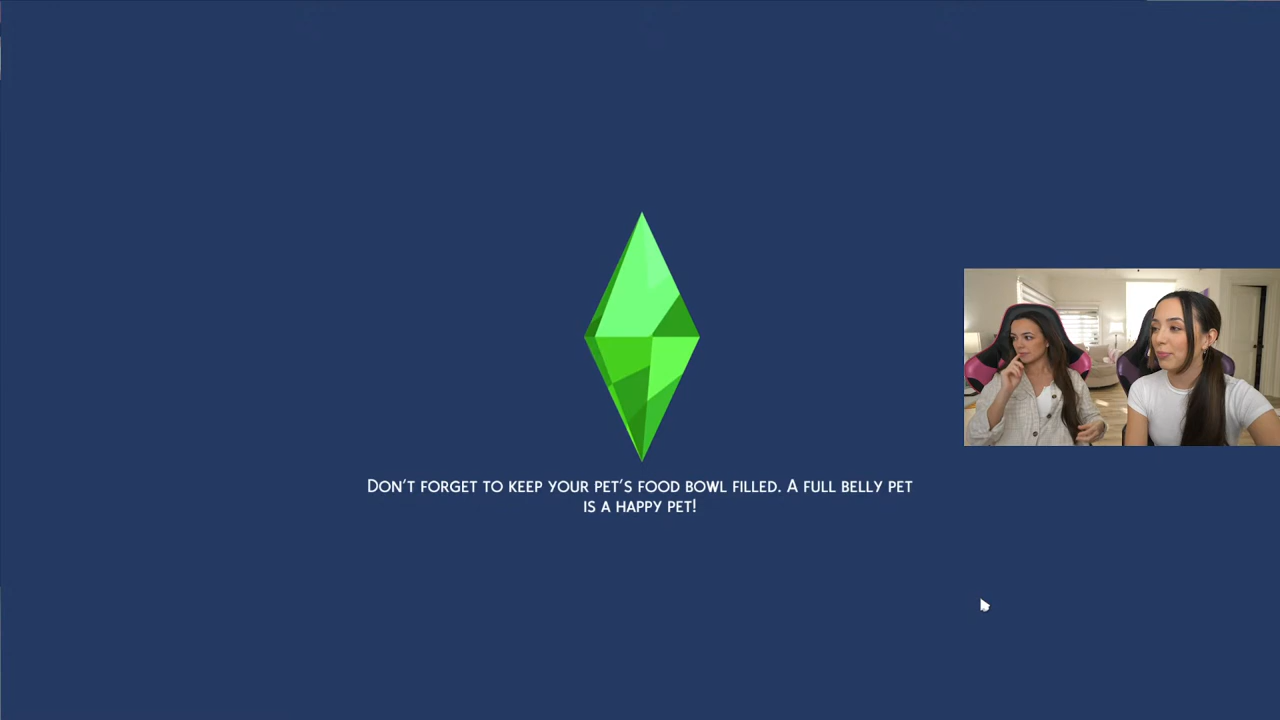 DON'T FORGET TO KEEP YOUR PET'S FOOD BOWL FILLED. A FULL BELLY PET
IS A HAPPY PET!